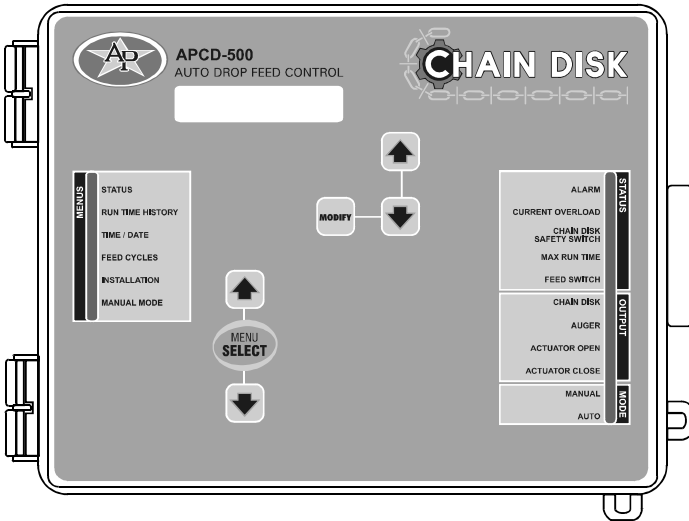 AP
APCD-500
AUTO DROP FEED CONTROL
CHAIN DISK
MENUS
STATUS
RUN TIME HISTORY
TIME / DATE
FEED CYCLES
INSTALLATION
MANUAL MODE
MODIFY
MENU
SELECT
STATUS
ALARM
CURRENT OVERLOAD
CHAIN DISK
SAFETY SWITCH
MAX RUN TIME
FEED SWITCH
OUTPUT
CHAIN DISK
AUGER
ACTUATOR OPEN
ACTUATOR CLOSE
MODE
MANUAL
AUTO